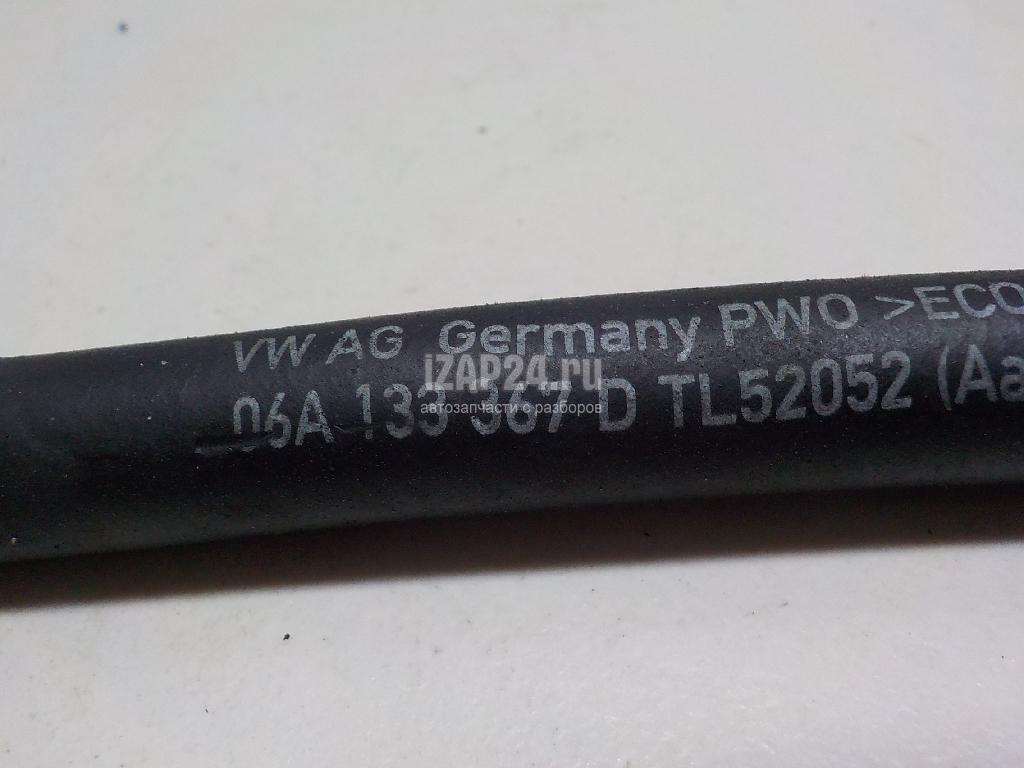 VW AG Germany PWO >ECO
iZAP24.ru
06A 133 367 D TL52052 (Aa
автозапчасти с разборов